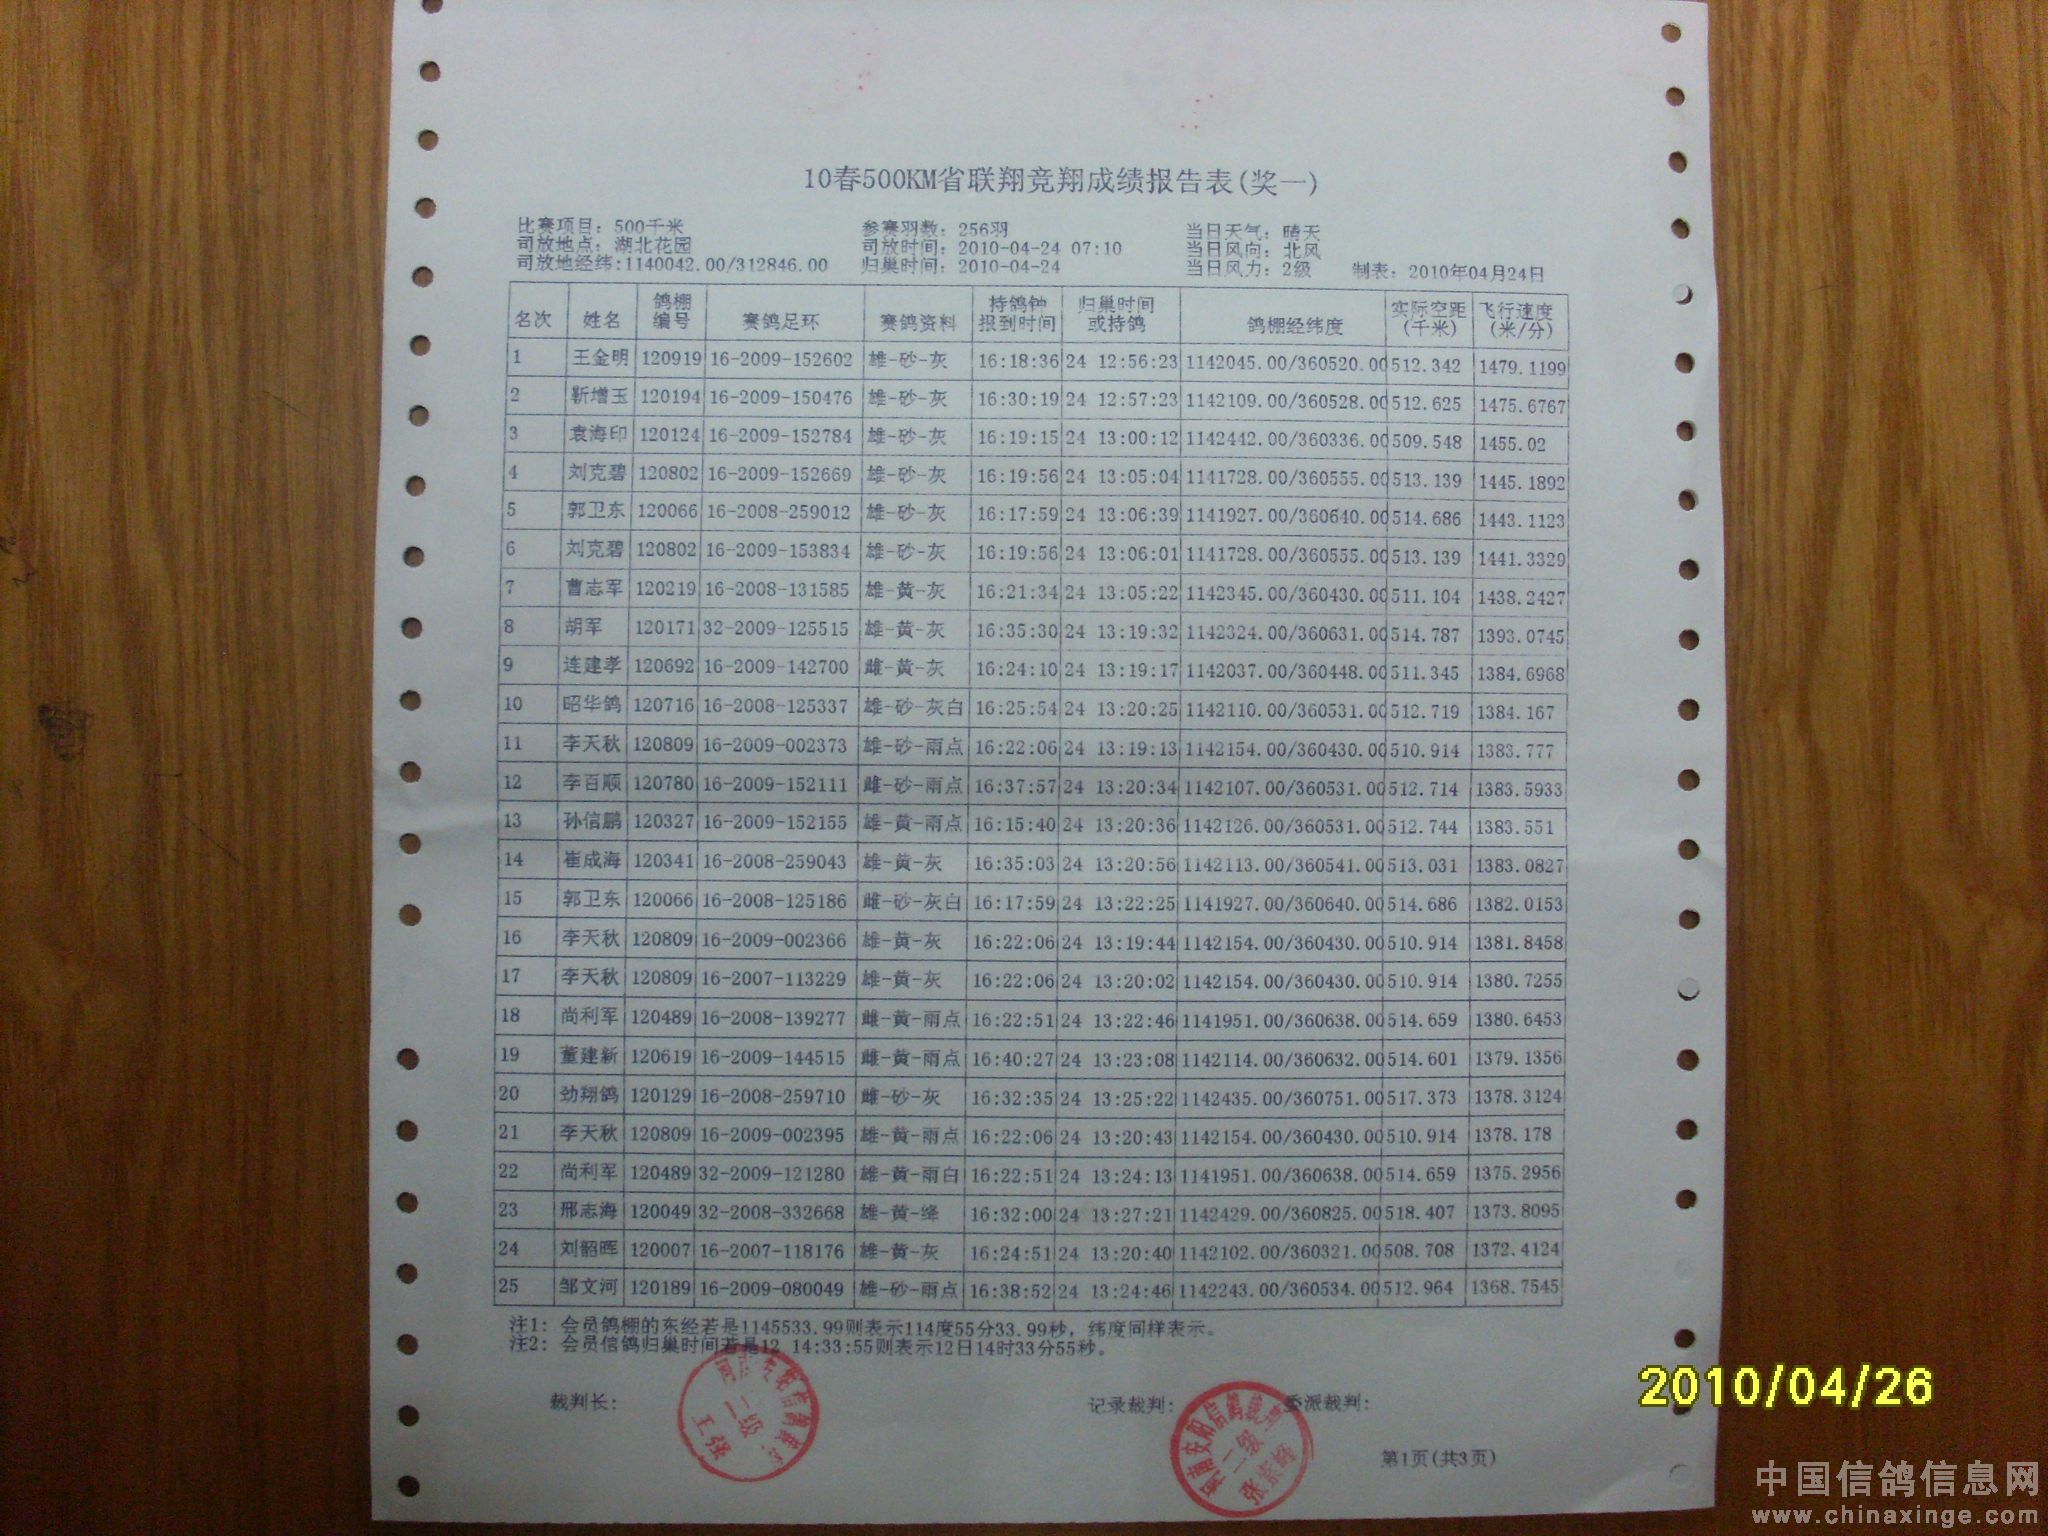 10春500KM省联翔竞翔成绩报告表(奖一)
比赛项目: 500千米 参赛羽数: 256羽 当日天气: 晴天
司放地点: 湖北花园 司放时间: 2010-04-24 07:10 当日风向: 北风
司放地经纬:1140042.00/312846.00 归巢时间: 2010-04-24 当日风力: 2级 制表: 2010年04月24日
名次 姓名 鸽棚编号 赛鸽足环 赛鸽资料 持鸽钟报到时间 归巢时间或持鸽 鸽棚经纬度 实际空距(千米) 飞行速度(米/分)
1 王金明 120919 16-2009-152602 雄-砂-灰 16:18:36 24 12:56:23 1142045.00/360520.00 512.342 1479.1199
2 靳增玉 120194 16-2009-150476 雄-砂-灰 16:30:19 24 12:57:23 1142109.00/360528.00 512.625 1475.6767
3 袁海印 120124 16-2009-152784 雄-砂-灰 16:19:15 24 13:00:12 1142442.00/360336.00 509.548 1455.02
4 刘克碧 120802 16-2009-152669 雄-砂-灰 16:19:56 24 13:05:04 1141728.00/360555.00 513.139 1445.1892
5 郭卫东 120066 16-2008-259012 雄-砂-灰 16:17:59 24 13:06:39 1141927.00/360640.00 514.686 1443.1123
6 刘克碧 120802 16-2009-153834 雄-砂-灰 16:19:56 24 13:06:01 1141728.00/360555.00 513.139 1441.3329
7 曹志军 120219 16-2008-131585 雄-黄-灰 16:21:34 24 13:05:22 1142345.00/360430.00 511.104 1438.2427
8 胡军 120171 32-2009-125515 雄-黄-灰 16:35:30 24 13:19:32 1142324.00/360631.00 514.787 1393.0745
9 连建孝 120692 16-2009-142700 雌-黄-灰 16:24:10 24 13:19:17 1142037.00/360448.00 511.345 1384.6968
10 昭华鸽 120716 16-2008-125337 雄-砂-灰白 16:25:54 24 13:20:25 1142110.00/360531.00 512.719 1384.167
11 李天秋 120809 16-2009-002373 雄-砂-雨点 16:22:06 24 13:19:13 1142154.00/360430.00 510.914 1383.777
12 李百顺 120780 16-2009-152111 雌-砂-雨点 16:37:57 24 13:20:34 1142107.00/360531.00 512.714 1383.5933
13 孙信鹏 120327 16-2009-152155 雄-黄-雨点 16:15:40 24 13:20:36 1142126.00/360531.00 512.744 1383.551
14 崔成海 120341 16-2008-259043 雄-黄-灰 16:35:03 24 13:20:56 1142113.00/360541.00 513.031 1383.0827
15 郭卫东 120066 16-2008-125186 雌-砂-灰白 16:17:59 24 13:22:25 1141927.00/360640.00 514.686 1382.0153
16 李天秋 120809 16-2009-002366 雄-黄-灰 16:22:06 24 13:19:44 1142154.00/360430.00 510.914 1381.8458
17 李天秋 120809 16-2007-113229 雄-黄-灰 16:22:06 24 13:20:02 1142154.00/360430.00 510.914 1380.7255
18 尚利军 120489 16-2008-139277 雌-黄-雨点 16:22:51 24 13:22:46 1141951.00/360638.00 514.659 1380.6453
19 董建新 120619 16-2009-144515 雌-黄-雨点 16:40:27 24 13:23:08 1142114.00/360632.00 514.601 1379.1356
20 劲翔鸽 120129 16-2008-259710 雌-砂-灰 16:32:35 24 13:25:22 1142435.00/360751.00 517.373 1378.3124
21 李天秋 120809 16-2009-002395 雄-黄-雨点 16:22:06 24 13:20:43 1142154.00/360430.00 510.914 1378.178
22 尚利军 120489 32-2009-121280 雄-黄-雨白 16:22:51 24 13:24:13 1141951.00/360638.00 514.659 1375.2956
23 邢志海 120049 32-2008-332668 雄-黄-绛 16:32:00 24 13:27:21 1142429.00/360825.00 518.407 1373.8095
24 刘韶晖 120007 16-2007-118176 雄-黄-灰 16:24:51 24 13:20:40 1142102.00/360321.00 508.708 1372.4124
25 邹文河 120189 16-2009-080049 雄-砂-雨点 16:38:52 24 13:24:46 1142243.00/360534.00 512.964 1368.7545
注1: 会员鸽棚的东经若是1145533.99则表示114度55分33.99秒, 纬度同样表示。
注2: 会员信鸽归巢时间若是12 14:33:55则表示12日14时33分55秒。
裁判长: 记录裁判: 委派裁判:
二级
王强
二级
第1页(共3页)
2010/04/26
中国信鸽信息网
www.chinaxinge.com